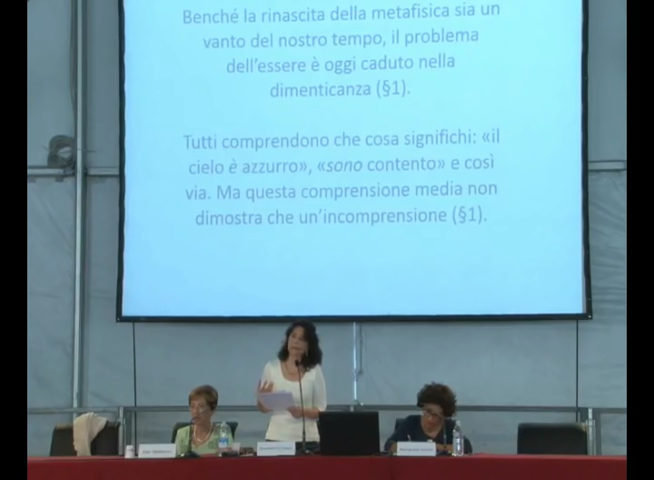 Benché la rinascita della metafisica sia un
vanto del nostro tempo, il problema
dell'essere è oggi caduto nella
dimenticanza (§1).
Tutti comprendono che cosa significhi: «il
cielo è azzurro», «sono contento» e così
via. Ma questa comprensione media non
dimostra che un'incomprensione (§1).